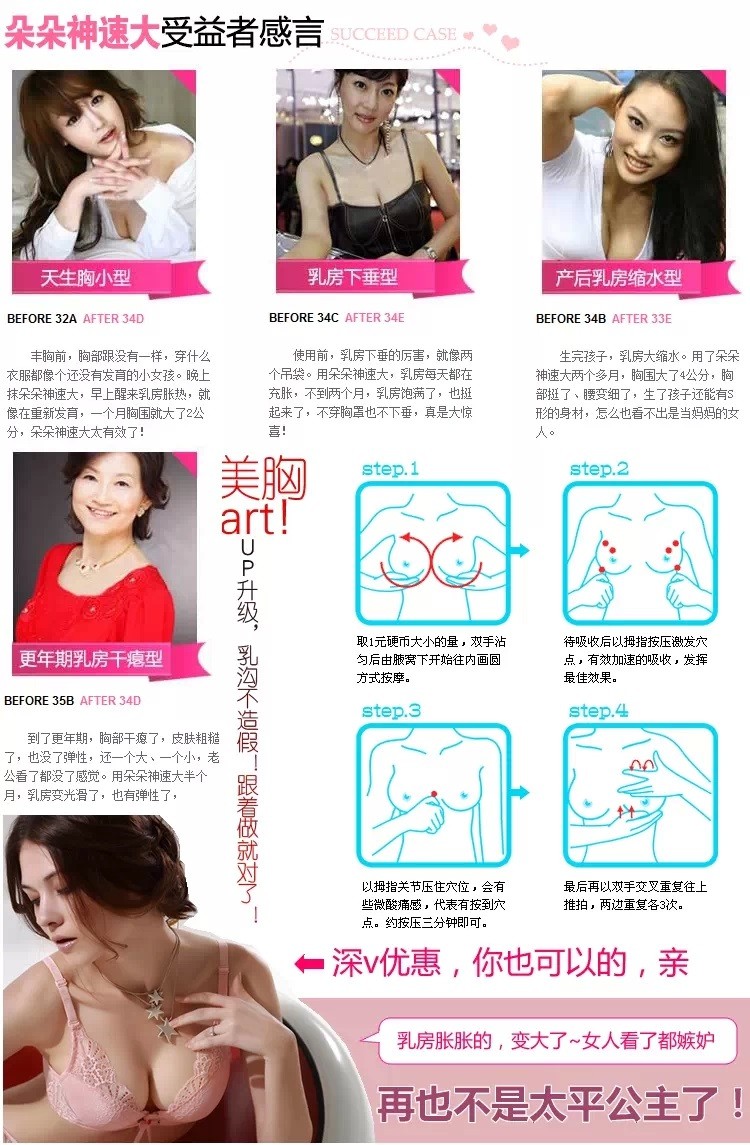 朵朵神速大受益者感言 SUCCEED CASE
天生胸小型
BEFORE 32A AFTER 34D
丰胸前，胸部跟没有一样，穿什么
衣服都像个还没有发育的小女孩。晚上
抹朵朵神速大，早上醒来乳房胀热，就
像在重新发育，一个月胸围就大了2公
分，朵朵神速大太有效了!
乳房下垂型
BEFORE 34C AFTER 34E
使用前，乳房下垂的厉害，就像两
个吊袋。用朵朵神速大，乳房每天都在
充胀，不到两个月，乳房饱满了，也挺
起来了，不穿胸罩也不下垂，真是大惊
喜!
产后乳房缩水型
BEFORE 34B AFTER 33E
生完孩子，乳房大缩水。用了朵朵
神速大两个多月，胸围大了4公分，胸
部挺了、腰变细了，生了孩子还能有S
形的身材，怎么也看不出是当妈妈的女
人。
更年期乳房干瘪型
BEFORE 35B AFTER 34D
到了更年期，胸部干瘪了，皮肤粗糙
了，也没了弹性，还一个大、一个小，老
公看了都没了感觉。用朵朵神速大半个
月，乳房变光滑了，也有弹性了，
美胸
art!
UP升级，乳沟不造假！跟着做就对了！
step.1
取1元硬币大小的量，双手沾
匀后由腋窝下开始往内画圆
方式按摩。
step.2
待吸收后以拇指按压激发穴
点，有效加速的吸收，发挥
最佳效果。
step.3
以拇指关节压住穴位，会有
些微酸痛感，代表有按到穴
点。约按压三分钟即可。
step.4
最后再以双手交叉重复往上
推拍，两边重复各3次。
深v优惠，你也可以的，亲
乳房胀胀的，变大了~女人看了都嫉妒
再也不是太平公主了！